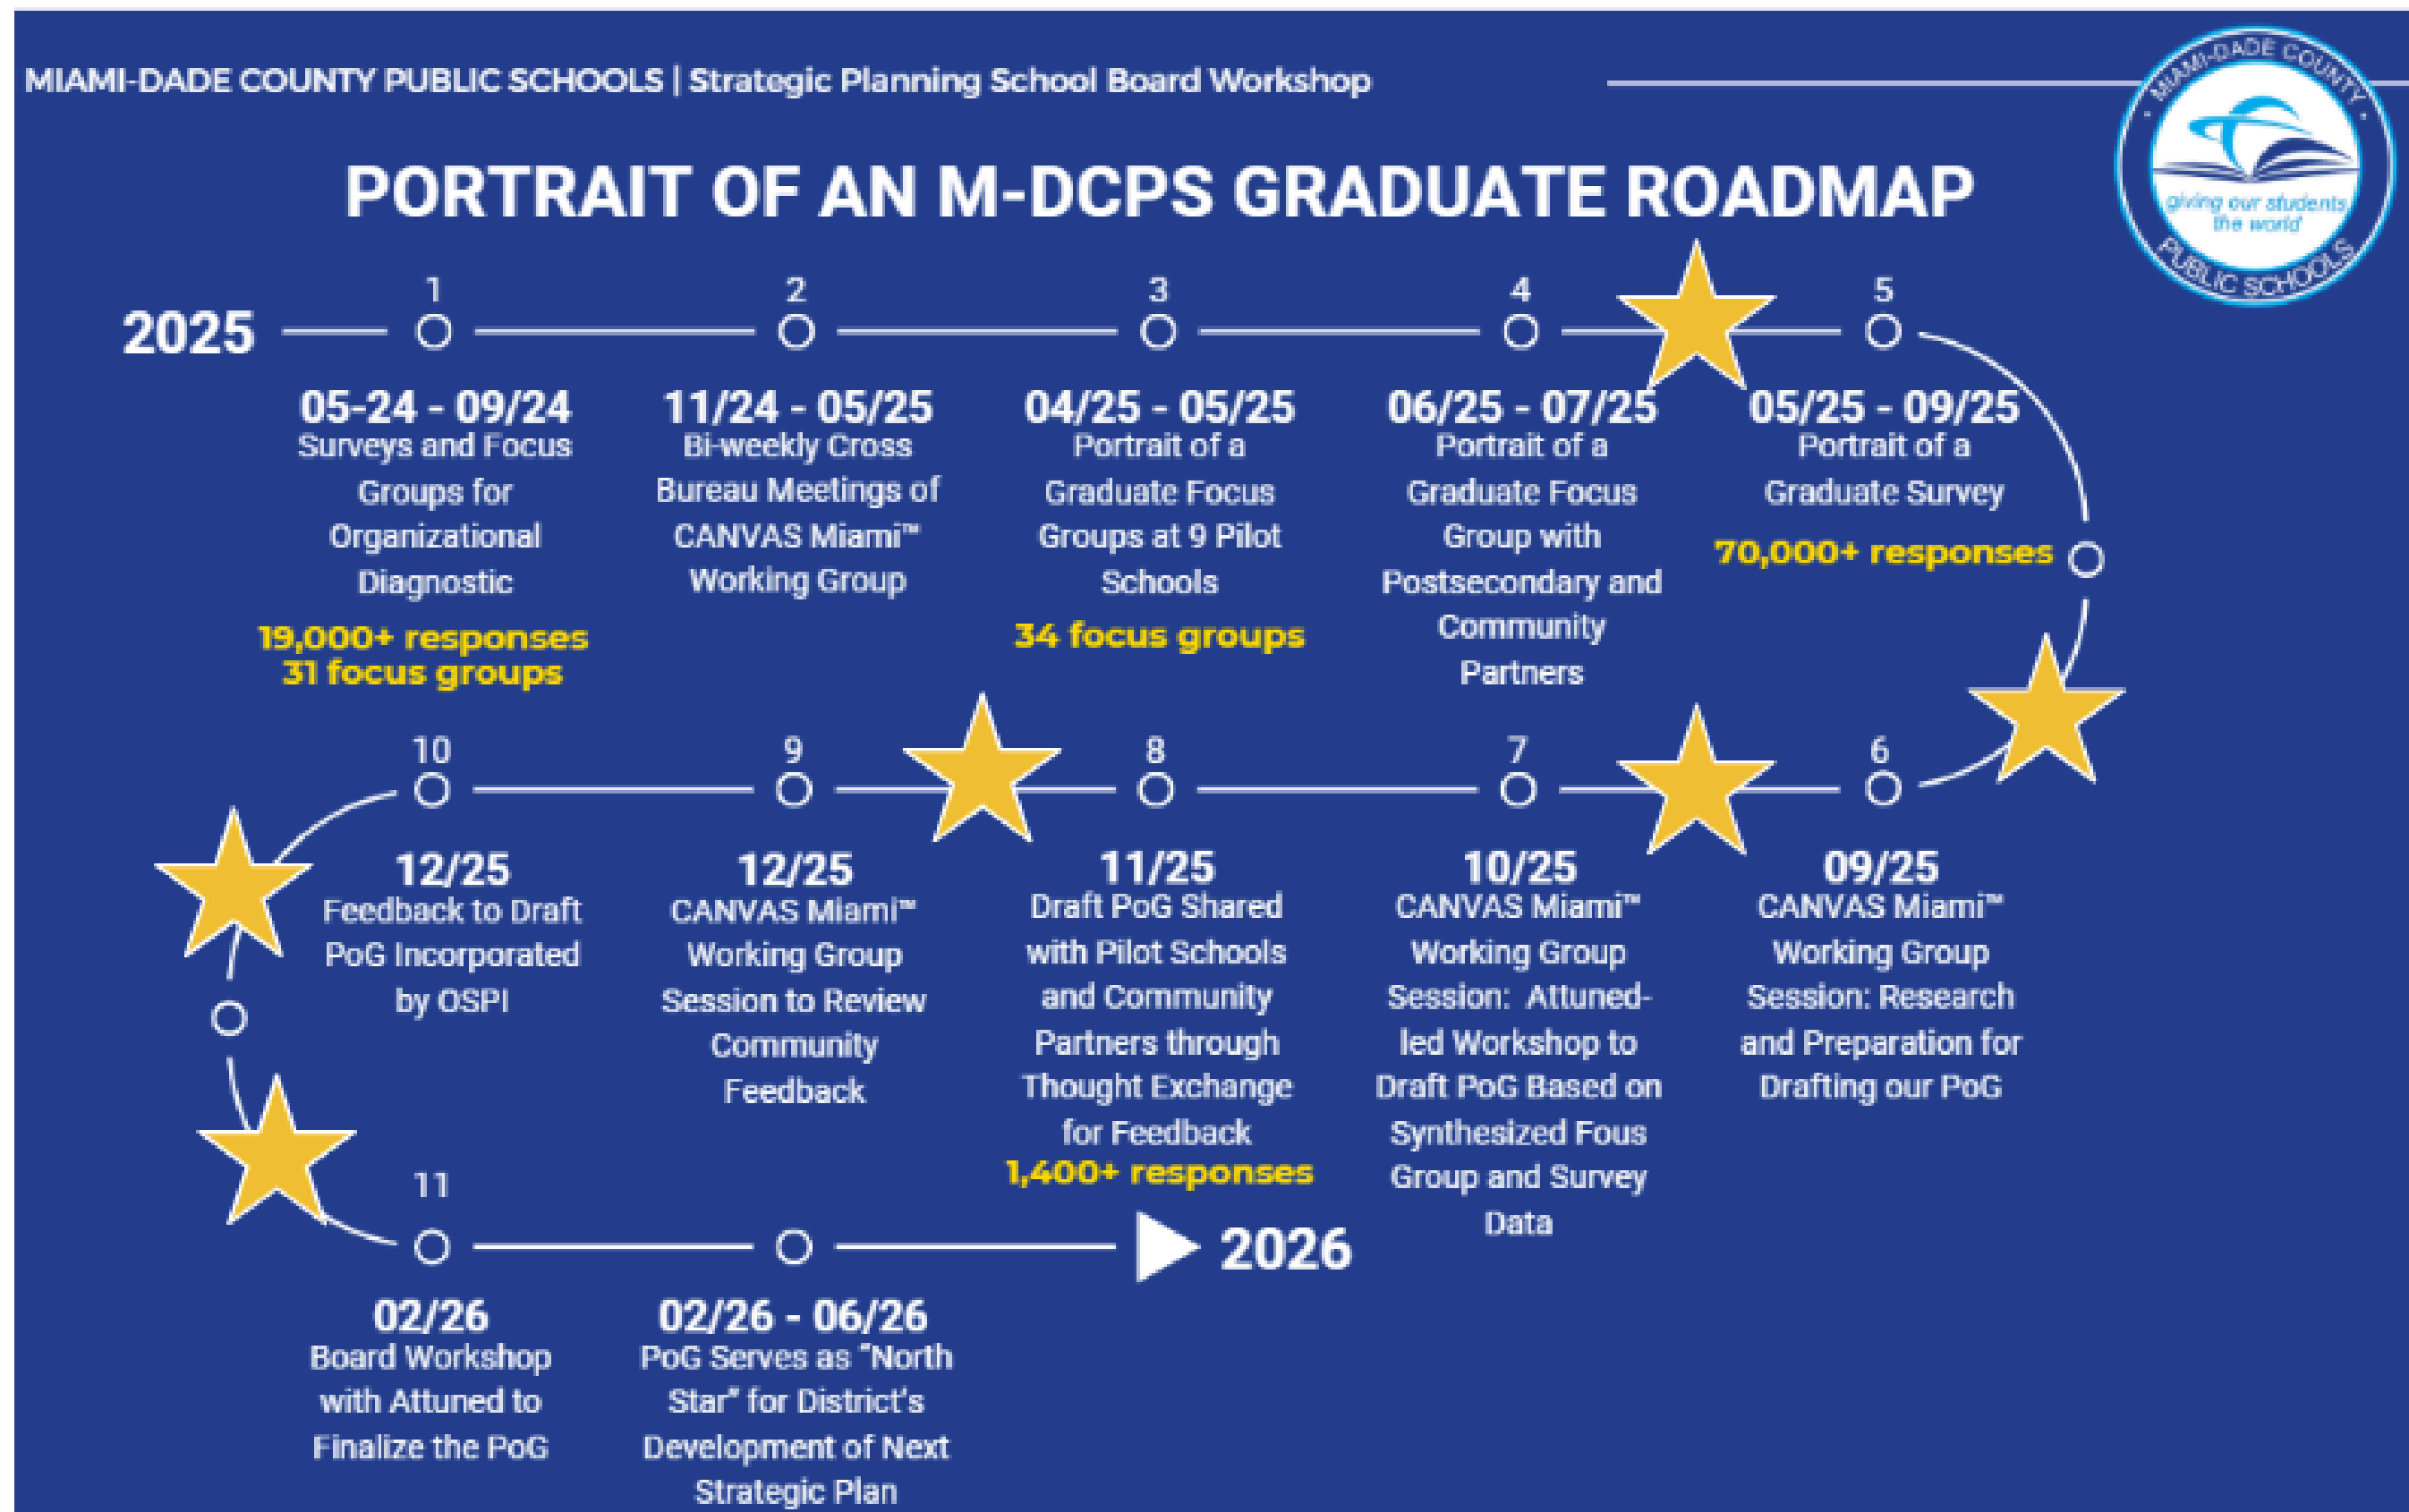 MIAMI-DADE COUNTY PUBLIC SCHOOLS | Strategic Planning School Board Workshop
MIAMI-DADE COUNTY
giving our students
the world
PUBLIC SCHOOLS
PORTRAIT OF AN M-DCPS GRADUATE ROADMAP
2025
1
05-24 - 09/24
Surveys and Focus
Groups for
Organizational
Diagnostic
19,000+ responses
31 focus groups
2
11/24 - 05/25
Bi-weekly Cross
Bureau Meetings of
CANVAS Miami™
Working Group
3
04/25 - 05/25
Portrait of a
Graduate Focus
Groups at 9 Pilot
Schools
34 focus groups
4
06/25 - 07/25
Portrait of a
Graduate Focus
Group with
Postsecondary and
Community
Partners
5
05/25 - 09/25
Portrait of a
Graduate Survey
70,000+ responses
6
09/25
CANVAS Miami™
Working Group
Session: Research
and Preparation for
Drafting our PoG
7
10/25
CANVAS Miami™
Working Group
Session: Attuned-
led Workshop to
Draft PoG Based on
Synthesized Fous
Group and Survey
Data
8
11/25
Draft PoG Shared
with Pilot Schools
and Community
Partners through
Thought Exchange
for Feedback
1,400+ responses
9
12/25
CANVAS Miami™
Working Group
Session to Review
Community
Feedback
10
12/25
Feedback to Draft
PoG Incorporated
by OSPI
11
02/26
Board Workshop
with Attuned to
Finalize the PoG
02/26 - 06/26
PoG Serves as "North
Star" for District's
Development of Next
Strategic Plan
2026